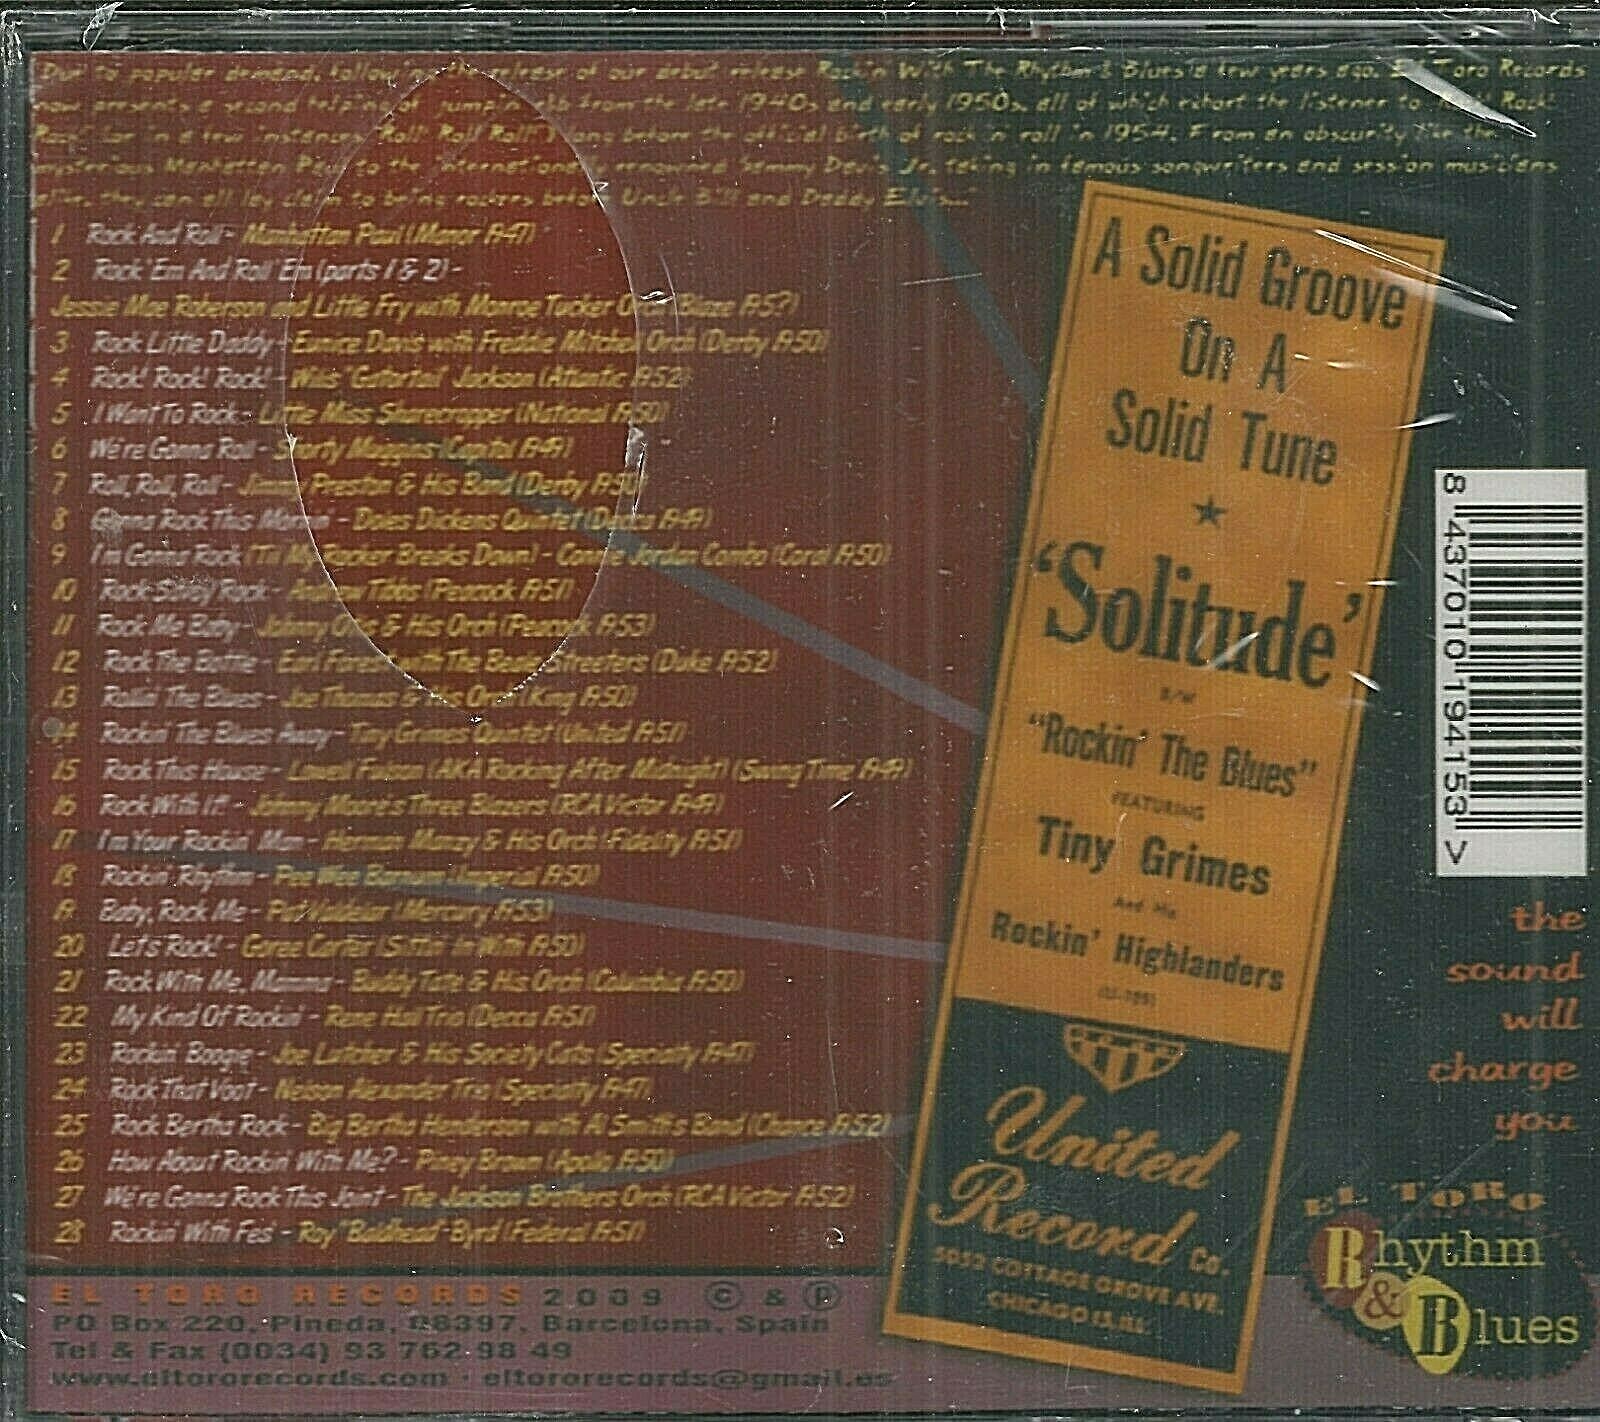 Due to popular demand, following the release of our debut release Rockin With The Rhythm & Blues a few years ago, El Toro Records
now presents a second helping of jumpin r&b from the late 1940s and early 1950s, all of which exhort the listener to 'Rock! Rock!
Rock!' (or in a few instances 'Roll! Roll! Roll!') long before the official birth of rock n' roll in 1954. From an obscurity like the
mysterious Manhattan Paul to the internationally renowned Sammy Davis Jr, taking in famous songwriters and session musicians
alike, they can all lay claim to being rockers before Uncle Bill and Daddy Elvis..."
1 Rock And Roll - Manhattan Paul (Manor 1947)
2 Rock 'Em And Roll 'Em (parts 1 & 2) -
Jessie Mae Roberson and Little Fry with Monroe Tucker Orch (Blaze 195?)
3 Rock Little Daddy - Eunice Davis with Freddie Mitchell Orch (Derby 1950)
4 Rock! Rock! Rock! - Willis 'Gatortail' Jackson (Atlantic 1952)
5 I Want To Rock - Little Miss Sharecropper (National 1950)
6 We're Gonna Roll - Shorty Muggins (Capitol 1949)
7 Roll, Roll, Roll - Jimmy Preston & His Band (Derby 1950)
8 Gonna Rock This Mornin - Doles Dickens Quintet (Decca 1949)
9 I'm Gonna Rock ('Til My Rocker Breaks Down) - Connie Jordan Combo (Coral 1950)
10 Rock Savoy Rock - Andrew Tibbs (Peacock 1951)
11 Rock Me Baby - Johnny Otis & His Orch (Peacock 1953)
12 Rock The Bottle - Earl Forest with The Beale Streeters (Duke 1952)
13 Rollin' The Blues - Joe Thomas & His Orch (King 1950)
14 Rockin' The Blues Away - Tiny Grimes Quintet (United 1951)
15 Rock This House - Lowell Fulson (AKA Rocking After Midnight) (Swing Time 1949)
16 Rock With It! - Johnny Moore's Three Blazers (RCA Victor 1949)
17 I'm Your Rockin' Man - Herman Manzy & His Orch (Fidelity 1951)
18 Rockin' Rhythm - Pee Wee Barnum (Imperial 1950)
19 Baby, Rock Me - Pat Valdelar (Mercury 1953)
20 Let's Rock! - Goree Carter (Sittin' In With 1950)
21 Rock With Me, Mamma - Buddy Tate & His Orch (Columbia 1950)
22 My Kind Of Rockin' - Rene Hall Trio (Decca 1951)
23 Rockin' Boogie - Joe Lutcher & His Society Cats (Specialty 1947)
24 Rock That Voot - Nelson Alexander Trio (Specialty 1947)
25 Rock Bertha Rock - Big Bertha Henderson with Al Smith's Band (Chance 1952)
26 How About Rockin' With Me? - Piney Brown (Apollo 1950)
27 We're Gonna Rock This Joint - The Jackson Brothers Orch (RCA Victor 1952)
28 Rockin' With Fes' - Roy "Baldhead" Byrd (Federal 1951)
EL TORO RECORDS 2009 © & ℗
PO Box 220, Pineda, 08397, Barcelona, Spain
Tel & Fax (0034) 93 762 98 49
www.eltororecords.com · eltororecords@gmail.es
A Solid Groove
On A
Solid Tune
★
'Solitude'
B/W
"Rockin' The Blues"
FEATURING
Tiny Grimes
And His
Rockin' Highlanders
United
Record Co.
5052 COTTAGE GROVE AVE.
CHICAGO 15, ILL.
8 437010 194153 >
the
sound
will
charge
you
EL TORO
Rhythm
&
Blues